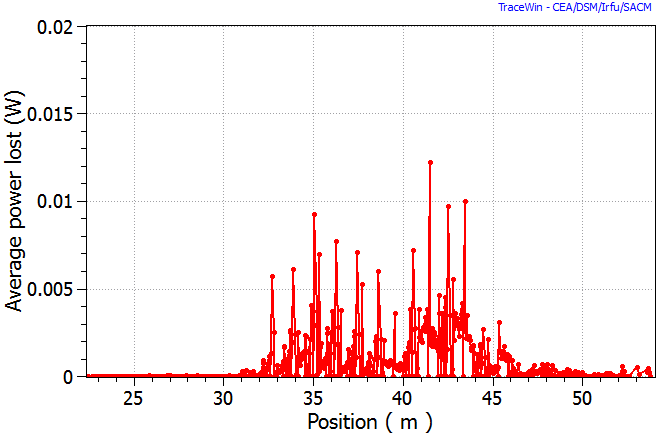 TraceWin - CEA/DSM/Irfu/SACM
0.02
0.015
0.01
0.005
0
Average power lost (W)
25 30 35 40 45 50
Position ( m )